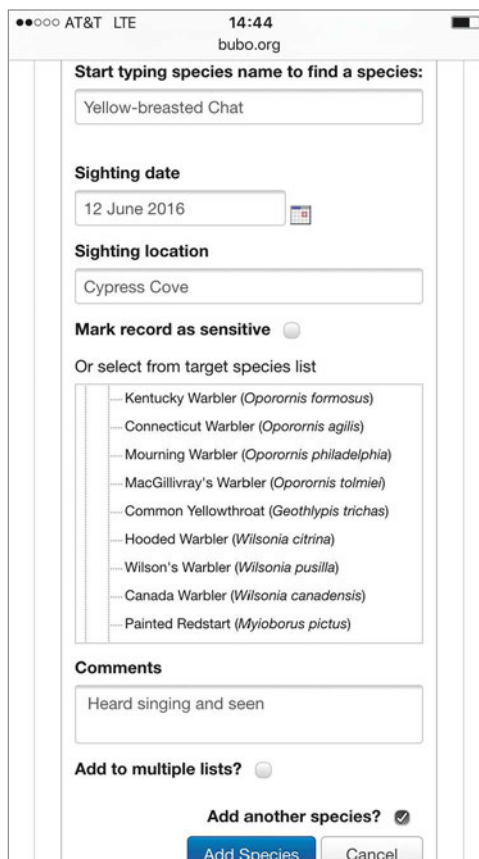 AT&T LTE 14:44
bubo.org
Start typing species name to find a species:
Yellow-breasted Chat
Sighting date
12 June 2016
Sighting location
Cypress Cove
Mark record as sensitive
Or select from target species list
Kentucky Warbler (Oporornis formosus)
Connecticut Warbler (Oporornis agilis)
Mourning Warbler (Oporornis philadelphia)
MacGillivray's Warbler (Oporornis tolmiei)
Common Yellowthroat (Geothlypis trichas)
Hooded Warbler (Wilsonia citrina)
Wilson's Warbler (Wilsonia pusilla)
Canada Warbler (Wilsonia canadensis)
Painted Redstart (Myioborus pictus)
Comments
Heard singing and seen
Add to multiple lists?
Add another species?
Add Species Cancel